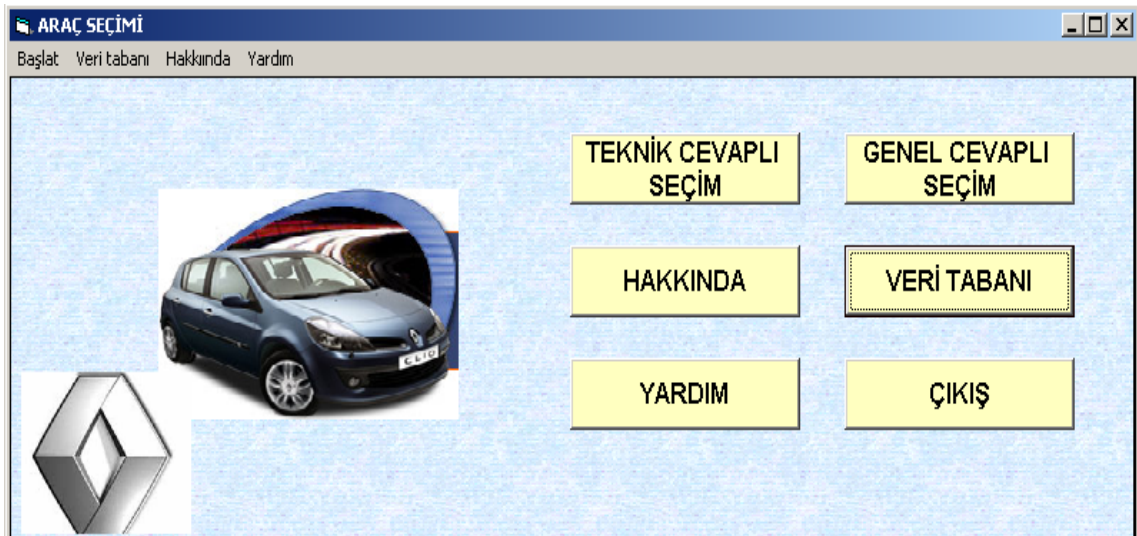 ARAÇ SEÇİMİ
Başlat Veri tabanı Hakkında Yardım
TEKNİK CEVAPLI
SEÇİM
GENEL CEVAPLI
SEÇİM
HAKKINDA
VERİ TABANI
YARDIM
ÇIKIŞ
CLIO